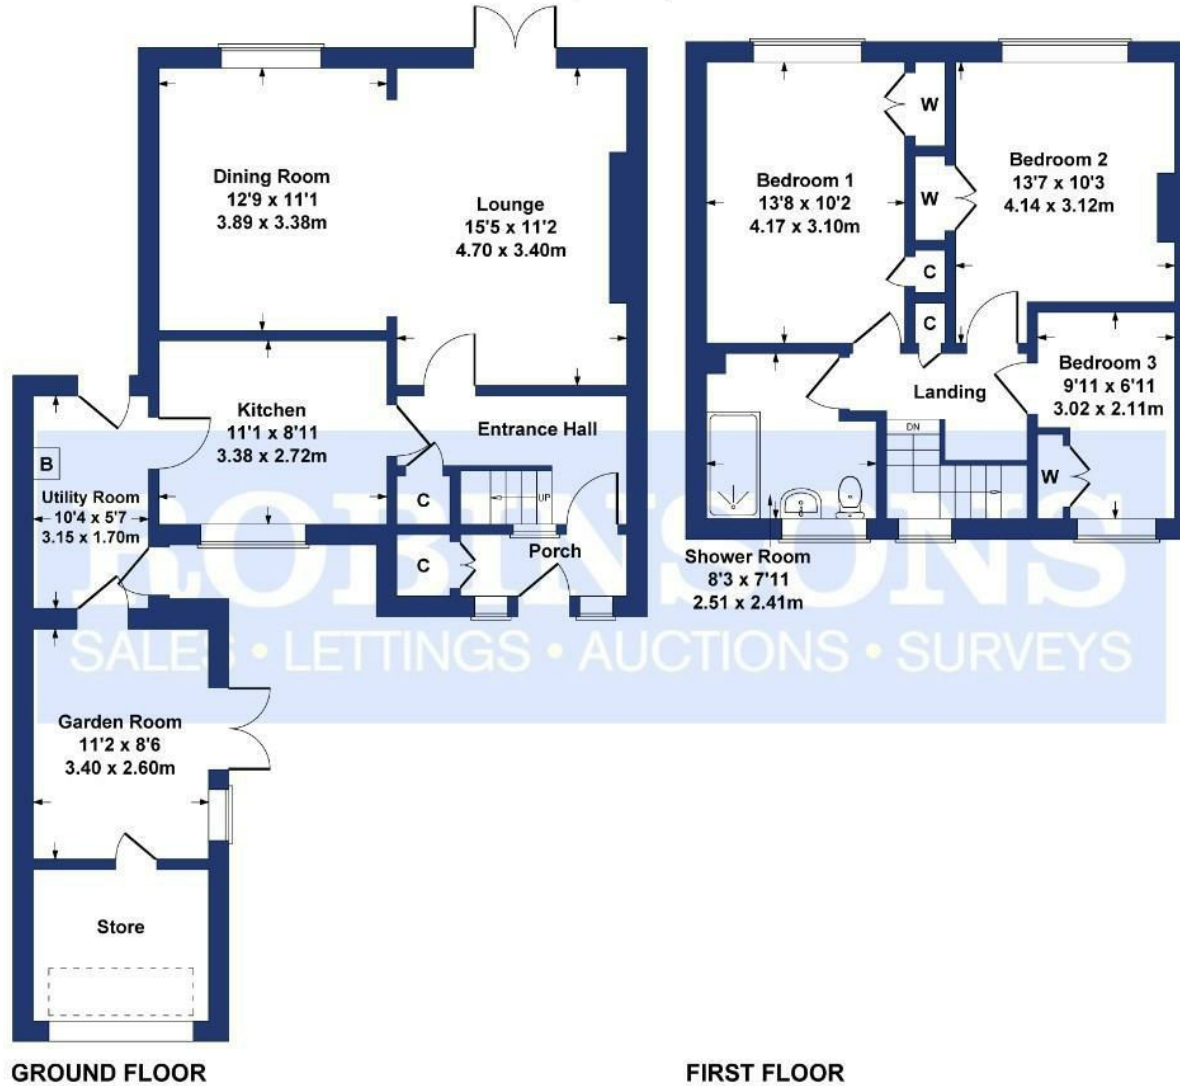 Dining Room
12'9 x 11'1
3.89 x 3.38m
Lounge
15'5 x 11'2
4.70 x 3.40m
Kitchen
11'1 x 8'11
3.38 x 2.72m
Entrance Hall
UP
C
C
Porch
B
Utility Room
10'4 x 5'7
3.15 x 1.70m
Garden Room
11'2 x 8'6
3.40 x 2.60m
Store
GROUND FLOOR
Bedroom 1
13'8 x 10'2
4.17 x 3.10m
W
W
C
C
Bedroom 2
13'7 x 10'3
4.14 x 3.12m
Bedroom 3
9'11 x 6'11
3.02 x 2.11m
W
Landing
DN
Shower Room
8'3 x 7'11
2.51 x 2.41m
FIRST FLOOR
ROBINSONS
SALES • LETTINGS • AUCTIONS • SURVEYS